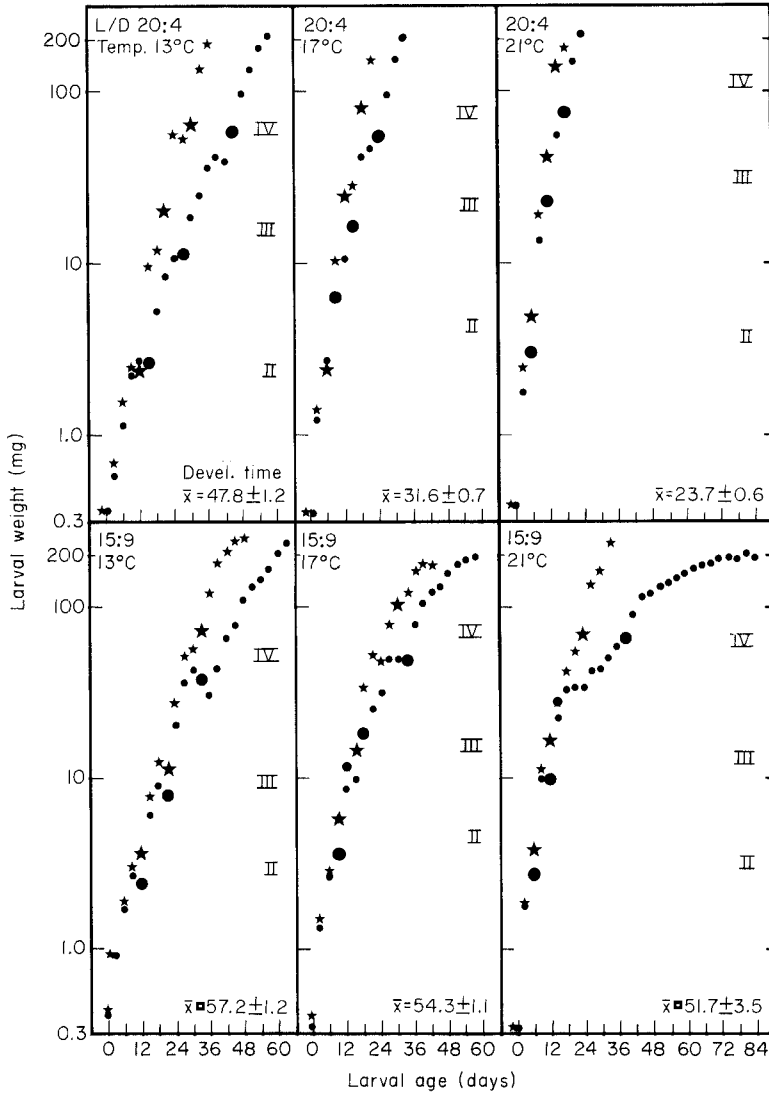 L/D 20:4
Temp. 13°C
20:4
17°C
20:4
21°C
200
100
10
1.0
0.3
IV
III
II
IV
III
II
IV
III
II
Devel. time
x̄=47.8±1.2
x̄=31.6±0.7
x̄=23.7±0.6
Larval weight (mg)
15:9
13°C
15:9
17°C
15:9
21°C
200
100
10
1.0
0.3
IV
III
II
IV
III
II
IV
III
II
x̄=57.2±1.2
x̄=54.3±1.1
x̄=51.7±3.5
0 12 24 36 48 60
0 12 24 36 48 60
0 12 24 36 48 60 72 84
Larval age (days)